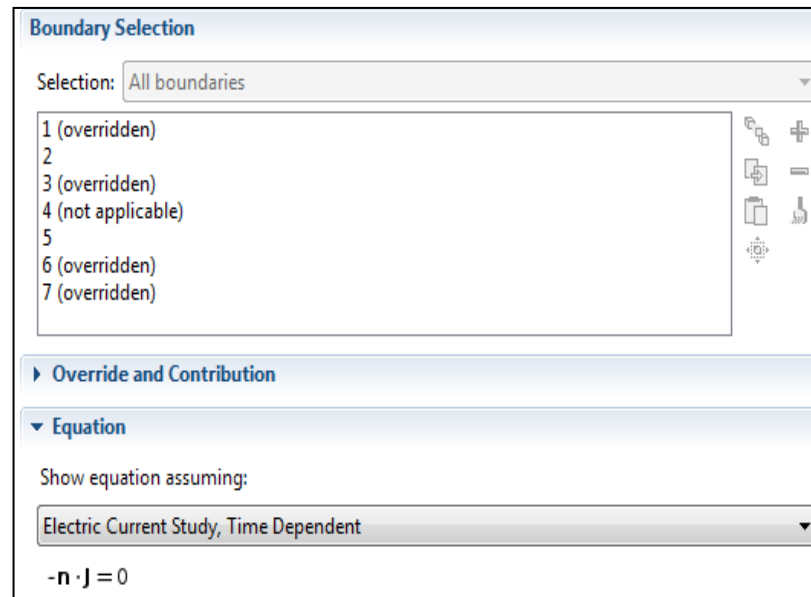 Boundary Selection
Selection: All boundaries
1 (overridden)
2
3 (overridden)
4 (not applicable)
5
6 (overridden)
7 (overridden)
Override and Contribution
Equation
Show equation assuming:
Electric Current Study, Time Dependent
-n · J = 0